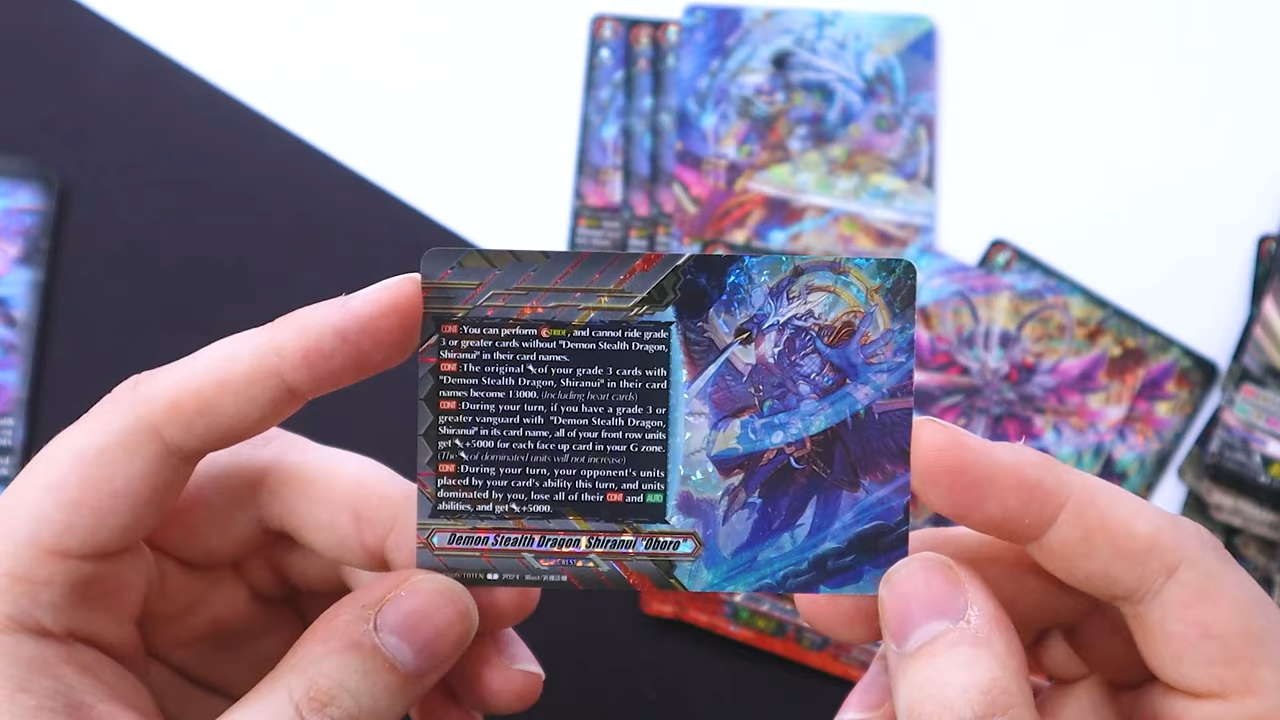 CONT:You can perform STRIDE, and cannot ride grade
3 or greater cards without "Demon Stealth Dragon,
Shiranui" in their card names.
CONT:The original of your grade 3 cards with
"Demon Stealth Dragon, Shiranui" in their card
names become 13000. (Including heart cards)
CONT:During your turn, if you have a grade 3 or
greater vanguard with "Demon Stealth Dragon,
Shiranui" in its card name, all of your front row units
get +5000 for each face up card in your G zone.
(The of dominated units will not increase)
CONT:During your turn, your opponent's units
placed by your card's ability this turn, and units
dominated by you, lose all of their CONT and AUTO
abilities, and get +5000.
Demon Stealth Dragon, Shiranui "Oboro"
CREST
2024 Illust/斉藤